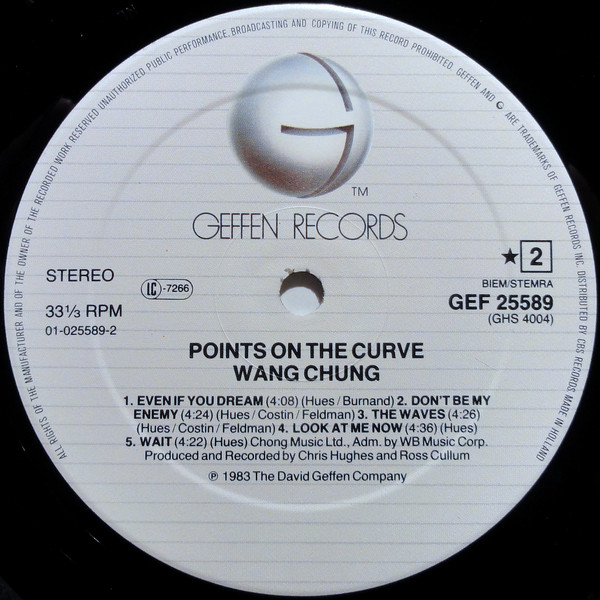 ALL RIGHTS OF THE MANUFACTURER AND OF THE OWNER OF THE RECORDED WORK RESERVED UNAUTHORIZED PUBLIC PERFORMANCE, BROADCASTING AND COPYING OF THIS RECORD PROHIBITED. GEFFEN AND G ARE TRADEMARKS OF GEFFEN RECORDS INC. DISTRIBUTED BY CBS RECORDS MADE IN HOLLAND
TM
GEFFEN RECORDS
STEREO
LC-7266
★ 2
33⅓ RPM
01-025589-2
BIEM/STEMRA
GEF 25589
(GHS 4004)
POINTS ON THE CURVE
WANG CHUNG
1. EVEN IF YOU DREAM (4:08) (Hues / Burnand) 2. DON'T BE MY
ENEMY (4:24) (Hues / Costin / Feldman) 3. THE WAVES (4:26)
(Hues / Costin / Feldman) 4. LOOK AT ME NOW (4:36) (Hues)
5. WAIT (4:22) (Hues) Chong Music Ltd., Adm. by WB Music Corp.
Produced and Recorded by Chris Hughes and Ross Cullum
℗ 1983 The David Geffen Company